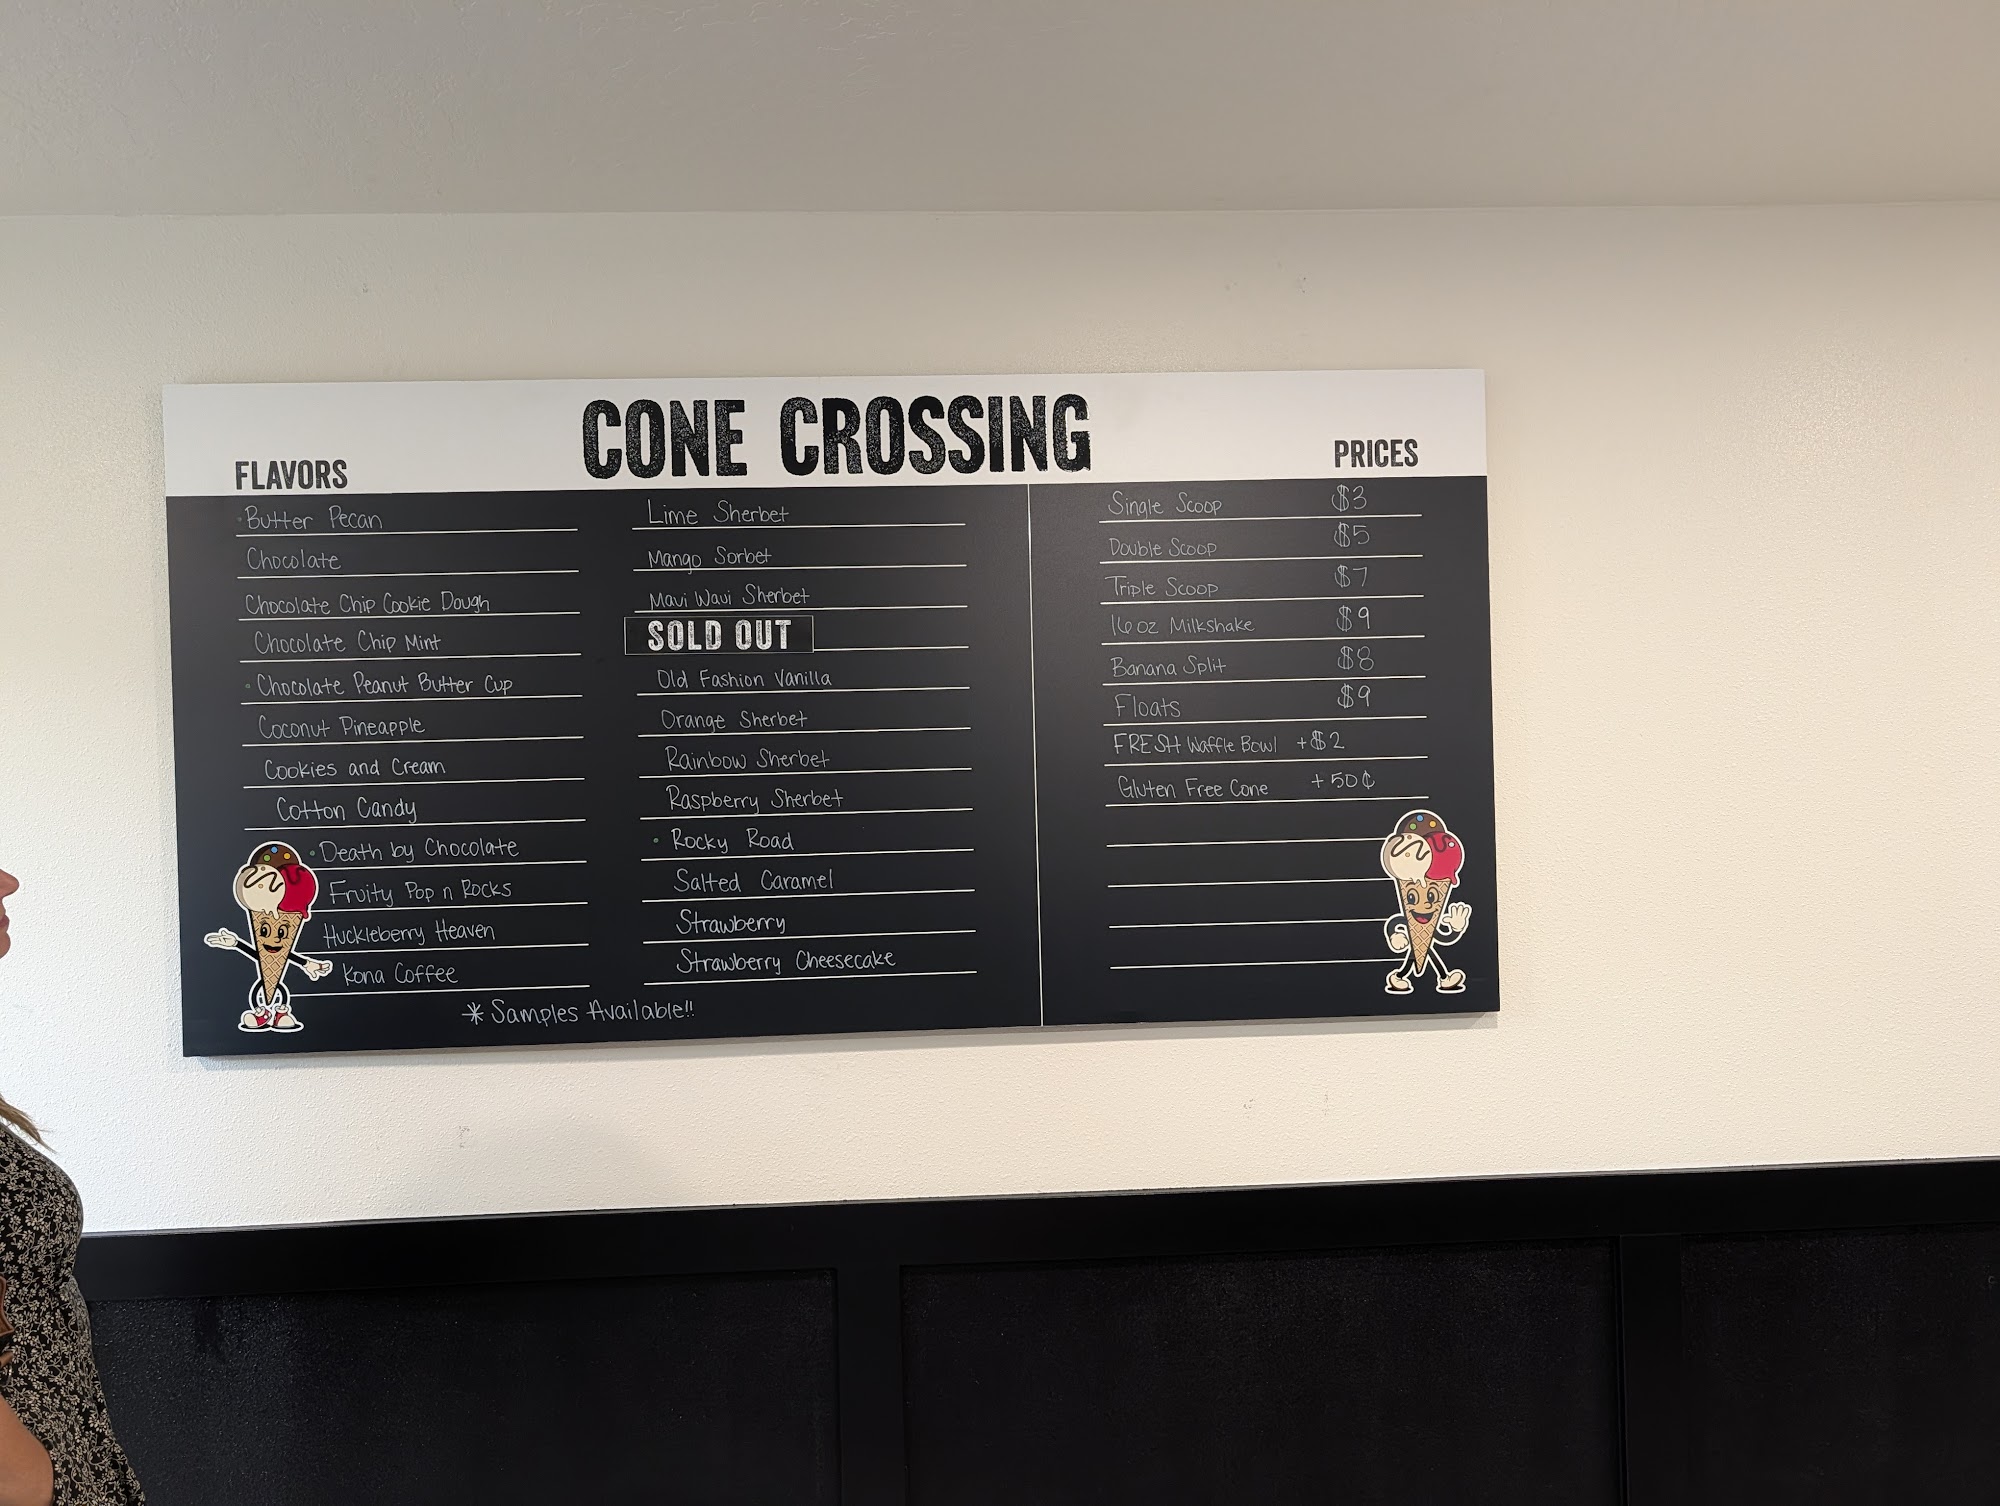 CONE CROSSING
FLAVORS
Butter Pecan
Chocolate
Chocolate Chip Cookie Dough
Chocolate Chip Mint
Chocolate Peanut Butter Cup
Coconut Pineapple
Cookies and Cream
Cotton Candy
Death by Chocolate
Fruity Pop n Rocks
Huckleberry Heaven
Kona Coffee
Lime Sherbet
Mango Sorbet
Maui Waui Sherbet
SOLD OUT
Old Fashion Vanilla
Orange Sherbet
Rainbow Sherbet
Raspberry Sherbet
Rocky Road
Salted Caramel
Strawberry
Strawberry Cheesecake
* Samples Available!!
PRICES
Single Scoop $3
Double Scoop $5
Triple Scoop $7
16 oz Milkshake $9
Banana Split $8
Floats $9
FRESH Waffle Bowl +$2
Gluten Free Cone +50¢